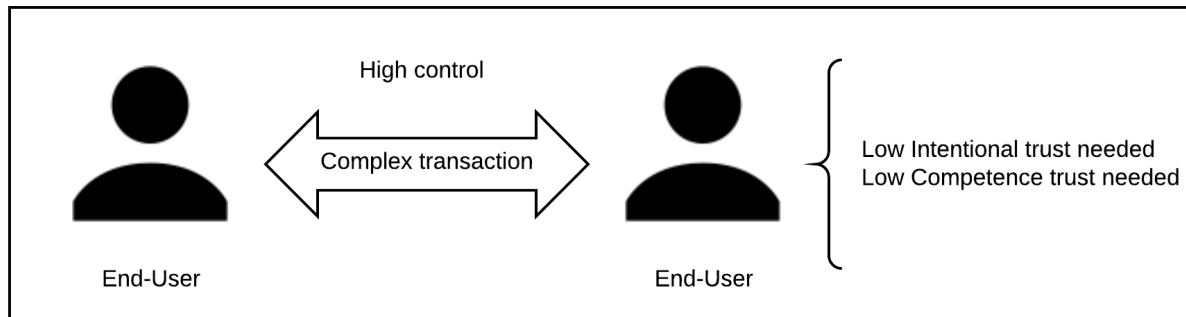 High control
Complex transaction
End-User
End-User
Low Intentional trust needed
Low Competence trust needed